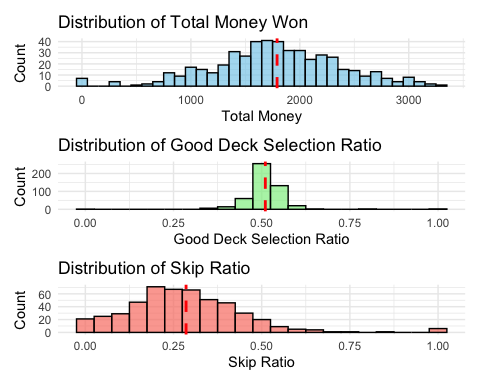 Distribution of Total Money Won
40
30
20
10
0
Count
0 1000 2000 3000
Total Money
Distribution of Good Deck Selection Ratio
200
100
0
Count
0.00 0.25 0.50 0.75 1.00
Good Deck Selection Ratio
Distribution of Skip Ratio
60
40
20
0
Count
0.00 0.25 0.50 0.75 1.00
Skip Ratio